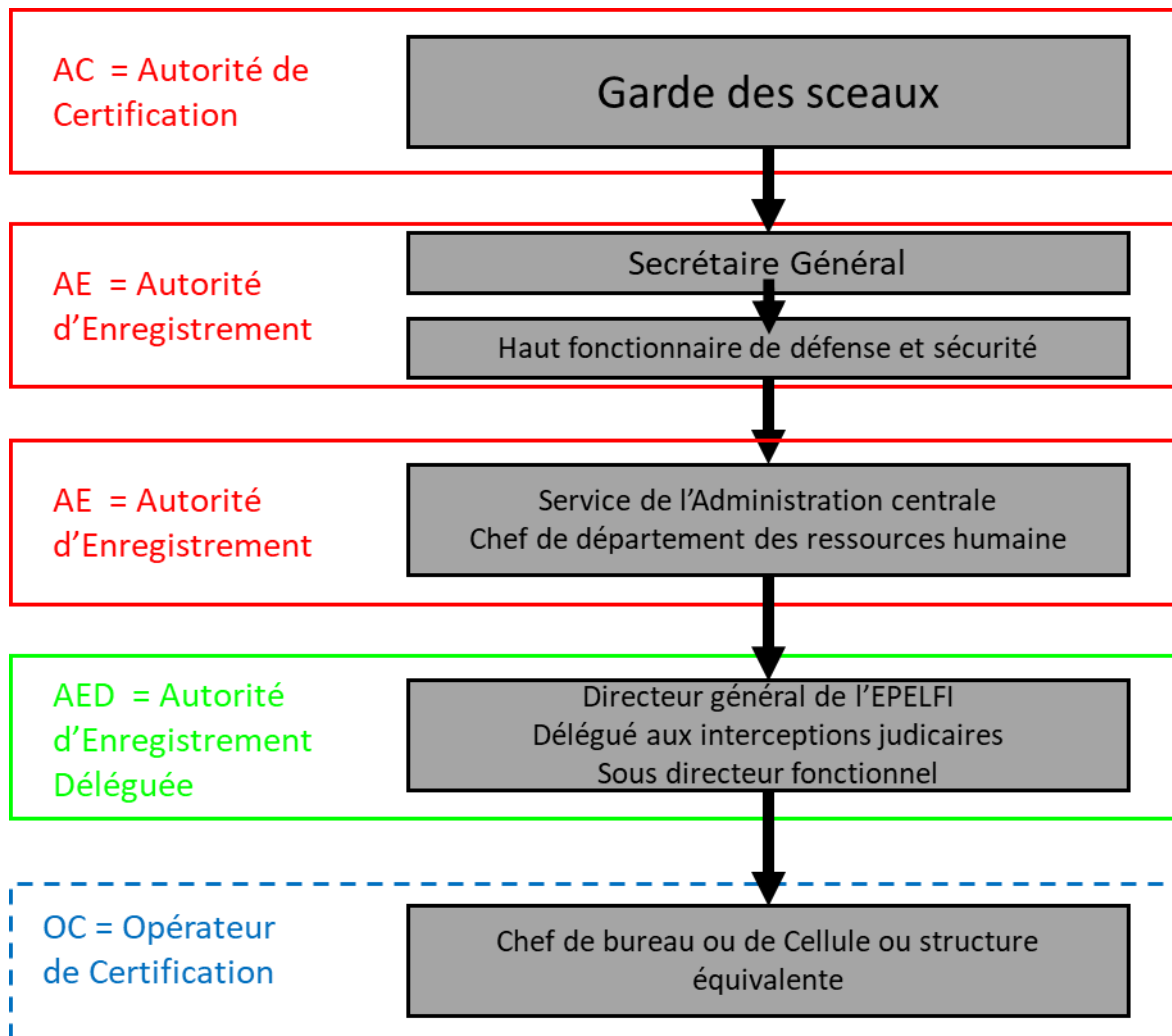 AC  = Autorité de
Certification
Garde des sceaux
AE  = Autorité
d’Enregistrement
Secrétaire Général
Haut fonctionnaire de défense et sécurité
AE  = Autorité
d’Enregistrement
Service de l’Administration centrale
Chef de département des ressources humaine
AED  = Autorité
d’Enregistrement
Déléguée
Directeur général de l’EPELFI
Délégué aux interceptions judicaires
Sous directeur fonctionnel
OC = Opérateur
de Certification
Chef de bureau ou de Cellule ou structure
équivalente